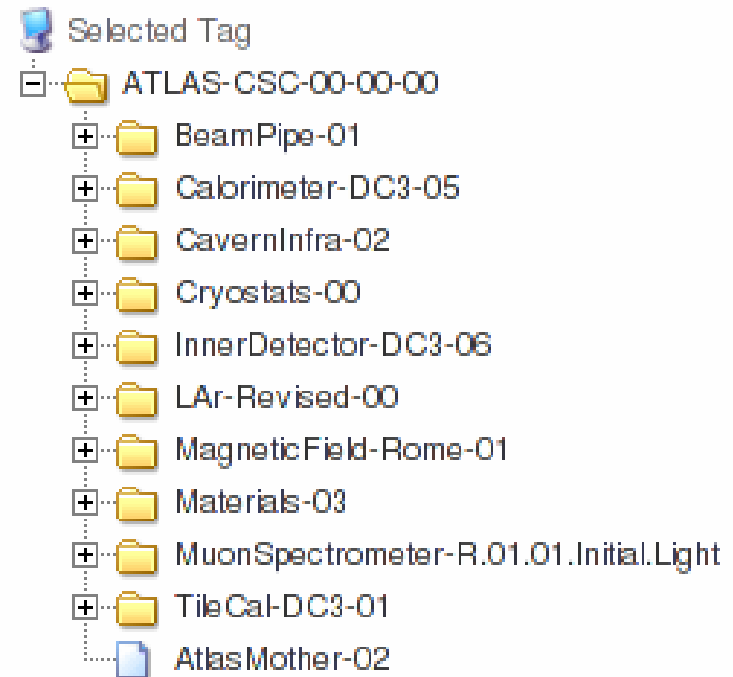 Selected Tag
ATLAS-CSC-00-00-00
BeamPipe-01
Calorimeter-DC3-05
CavernInfra-02
Cryostats-00
InnerDetector-DC3-06
LAr-Revised-00
MagneticField-Rome-01
Materials-03
MuonSpectrometer-R.01.01.Initial.Light
TileCal-DC3-01
AtlasMother-02